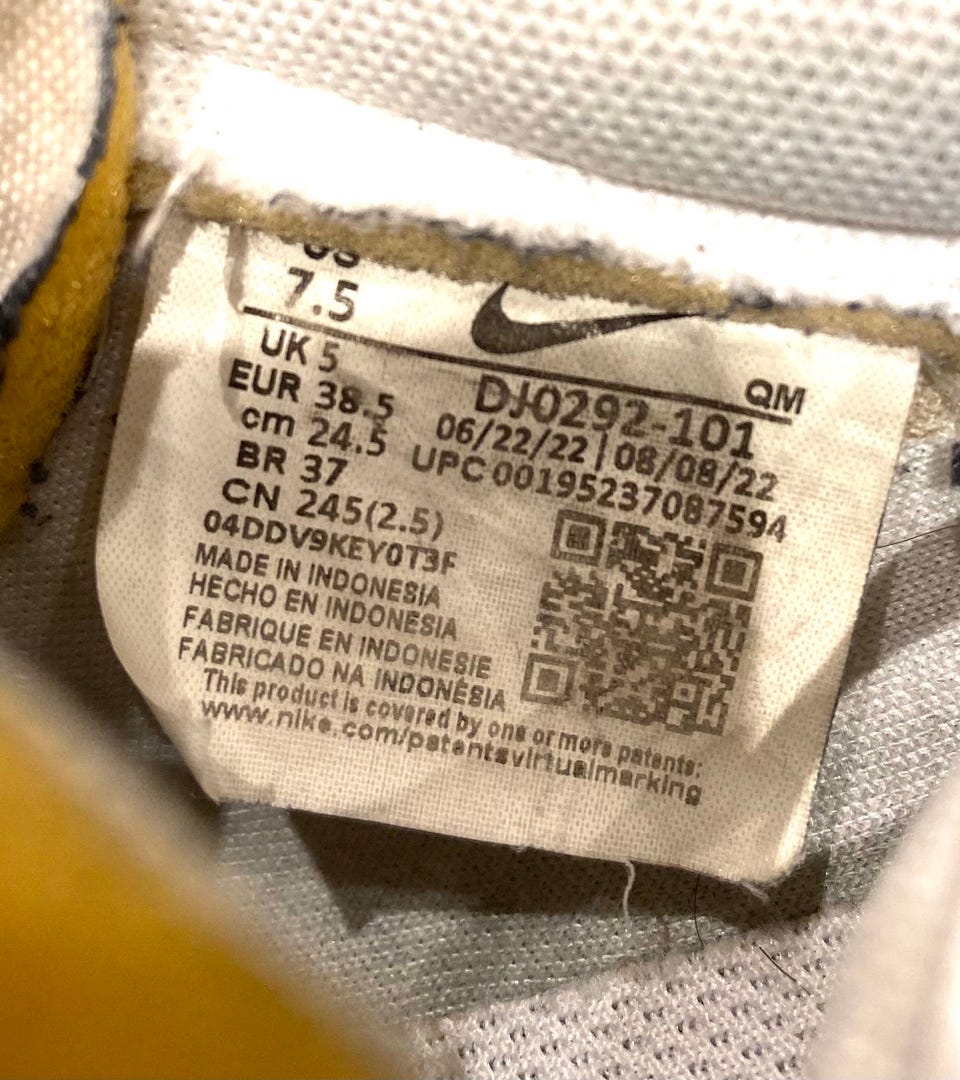 US
7.5
UK 5
EUR 38.5
cm 24.5
BR 37
CN 245(2.5)
04DDV9KEY0T3F
MADE IN INDONESIA
HECHO EN INDONESIA
FABRIQUE EN INDONESIE
FABRICADO NA INDONÉSIA
QM
DJ0292-101
06/22/22 | 08/08/22
UPC 00195237087594
This product is covered by one or more patents:
www.nike.com/patentsvirtualmarking